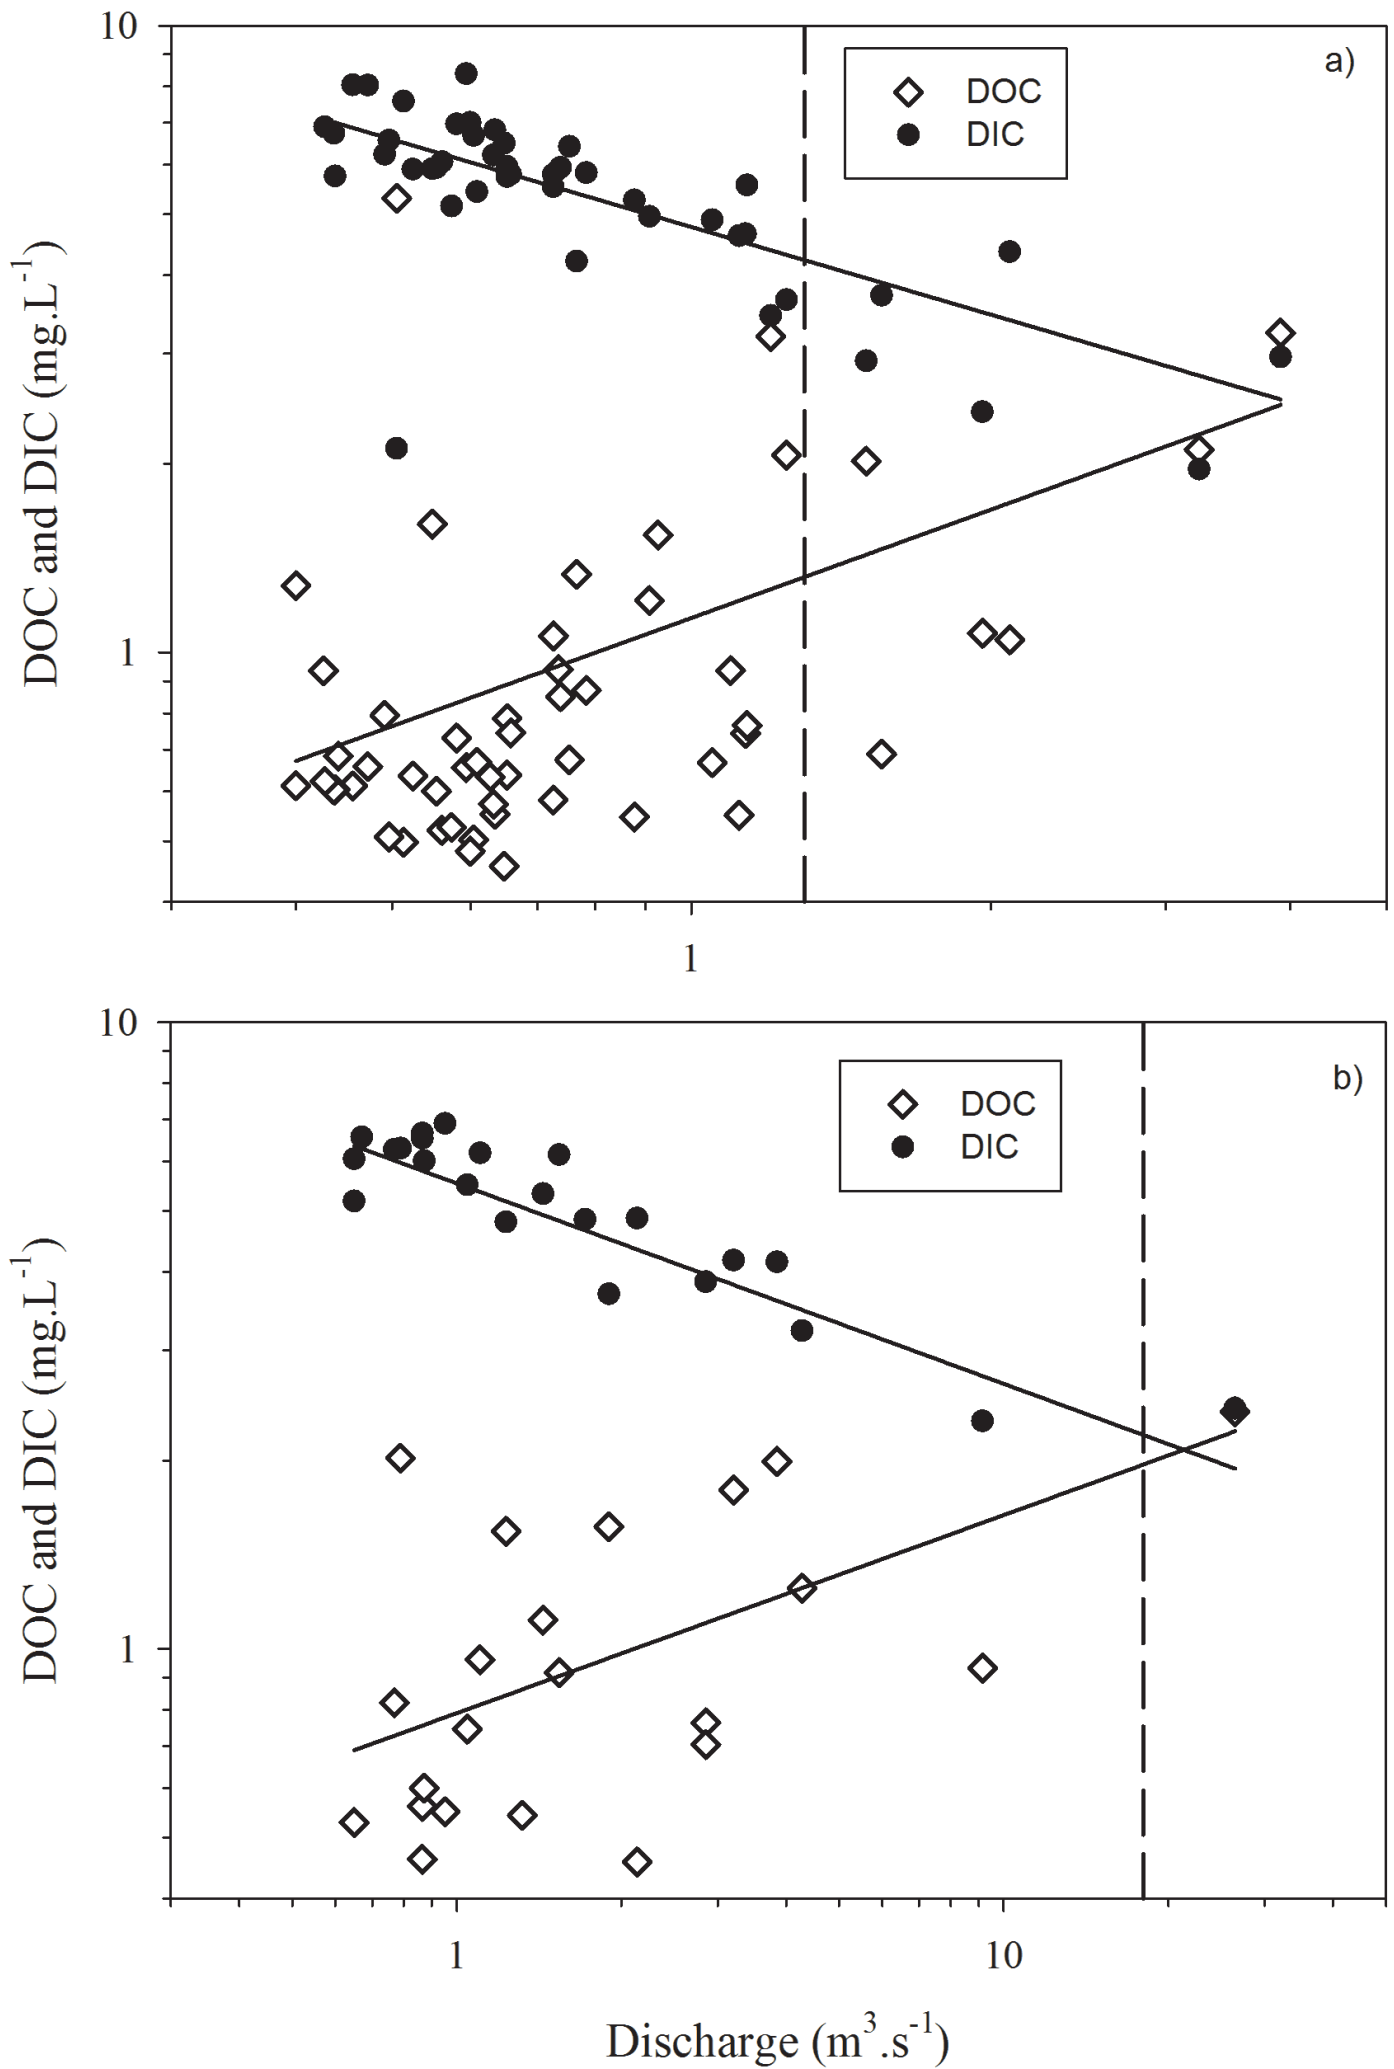 10
a)
DOC
DIC
DOC and DIC (mg.L⁻¹)
1
1
10
b)
DOC
DIC
DOC and DIC (mg.L⁻¹)
1
1 10
Discharge (m³.s⁻¹)